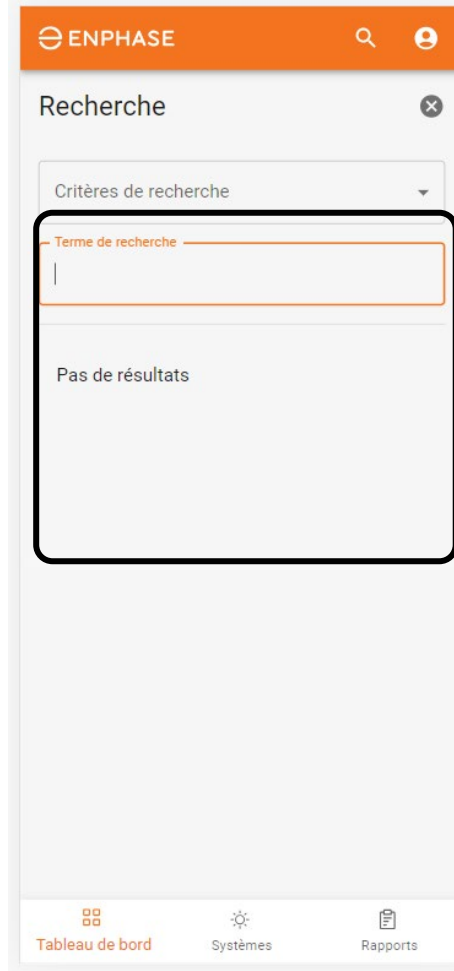 ENPHASE
Recherche
Critères de recherche
Terme de recherche
Pas de résultats
Tableau de bord
Systèmes
Rapports